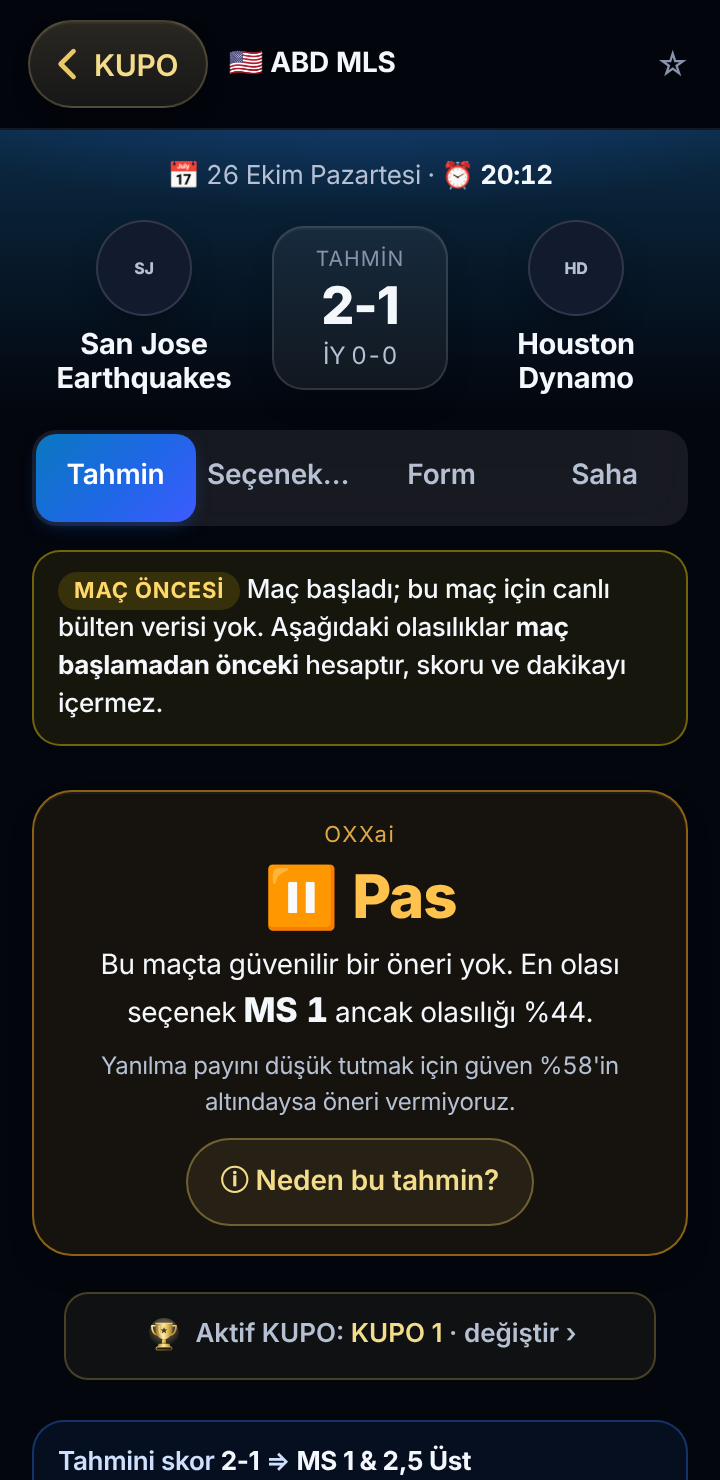 KUPO
🇺🇸 ABD MLS
☆
📅 26 Ekim Pazartesi · ⏰ 20:12
SJ
San Jose
Earthquakes
TAHMİN
2-1
İY 0-0
HD
Houston
Dynamo
Tahmin
Seçenek...
Form
Saha
MAÇ ÖNCESİ Maç başladı; bu maç için canlı
bülten verisi yok. Aşağıdaki olasılıklar maç
başlamadan önceki hesaptır, skoru ve dakikayı
içermez.
OXXai
⏸️ Pas
Bu maçta güvenilir bir öneri yok. En olası
seçenek MS 1 ancak olasılığı %44.
Yanılma payını düşük tutmak için güven %58'in
altındaysa öneri vermiyoruz.
ⓘ Neden bu tahmin?
🏆 Aktif KUPO: KUPO 1 · değiştir ›
Tahmini skor 2-1 ⇒ MS 1 & 2,5 Üst